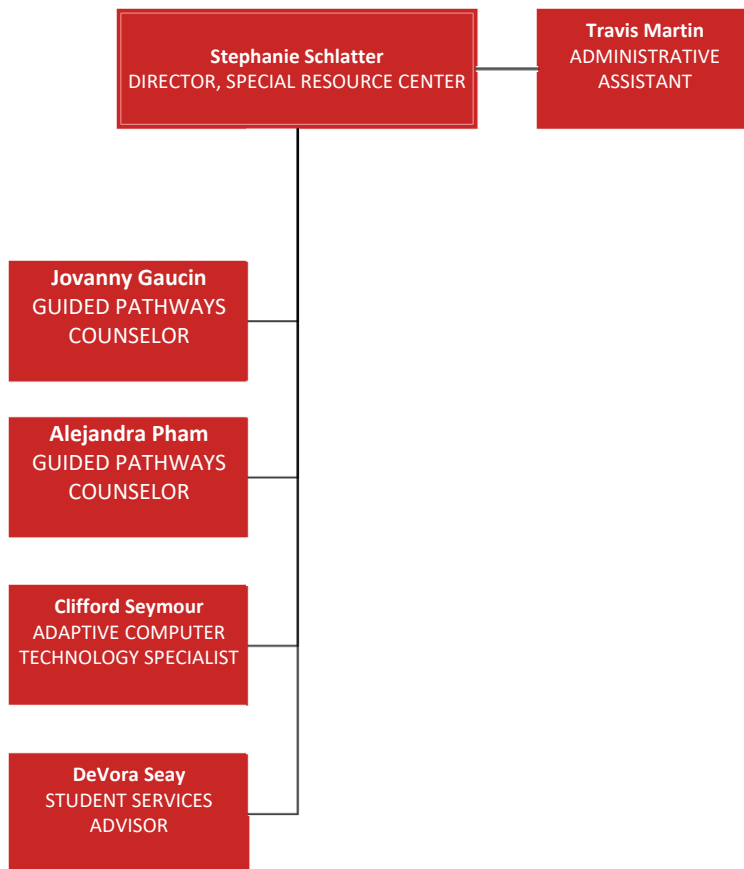 Stephanie Schlatter
DIRECTOR, SPECIAL RESOURCE CENTER
Travis Martin
ADMINISTRATIVE
ASSISTANT
Jovanny Gaucin
GUIDED PATHWAYS
COUNSELOR
Alejandra Pham
GUIDED PATHWAYS
COUNSELOR
Clifford Seymour
ADAPTIVE COMPUTER
TECHNOLOGY SPECIALIST
DeVora Seay
STUDENT SERVICES
ADVISOR